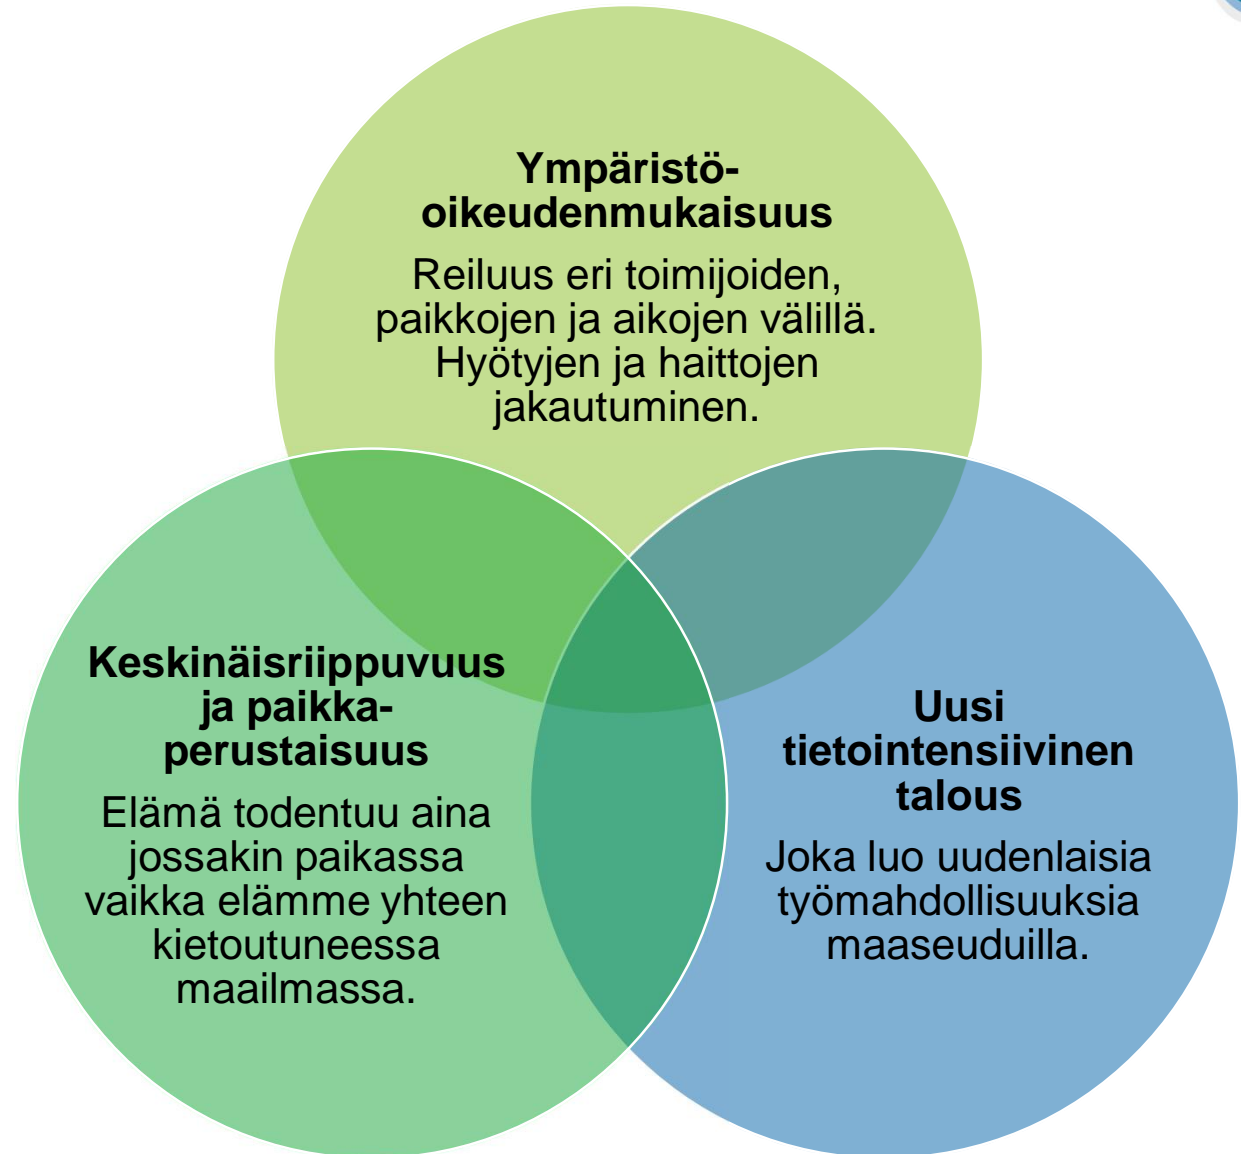 Ympäristö-
oikeudenmukaisuus
Reiluus eri toimijoiden,
paikkojen ja aikojen välillä.
Hyötyjen ja haittojen
jakautuminen.
Keskinäisriippuvuus
ja paikka-
perustaisuus
Elämä todentuu aina
jossakin paikassa
vaikka elämme yhteen
kietoutuneessa
maailmassa.
Uusi
tietointensiivinen
talous
Joka luo uudenlaisia
työmahdollisuuksia
maaseuduilla.